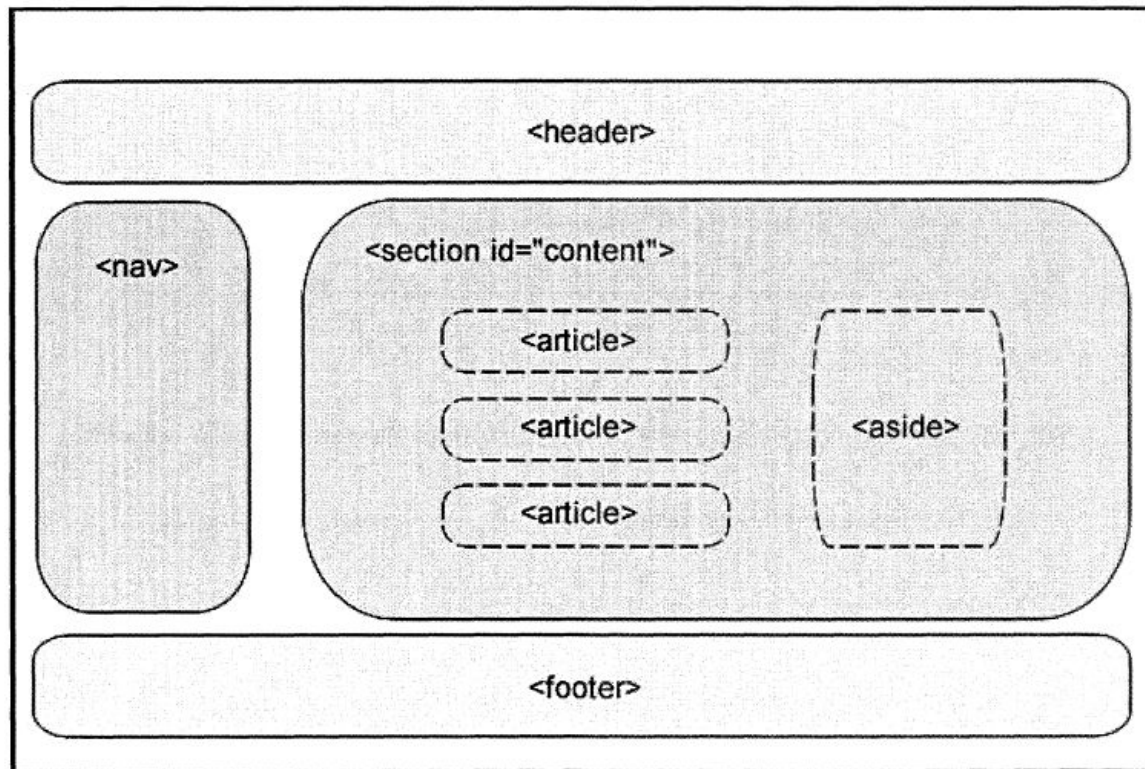 <header>
<nav>
<section id="content">
<article>
<article>
<aside>
<article>
<footer>